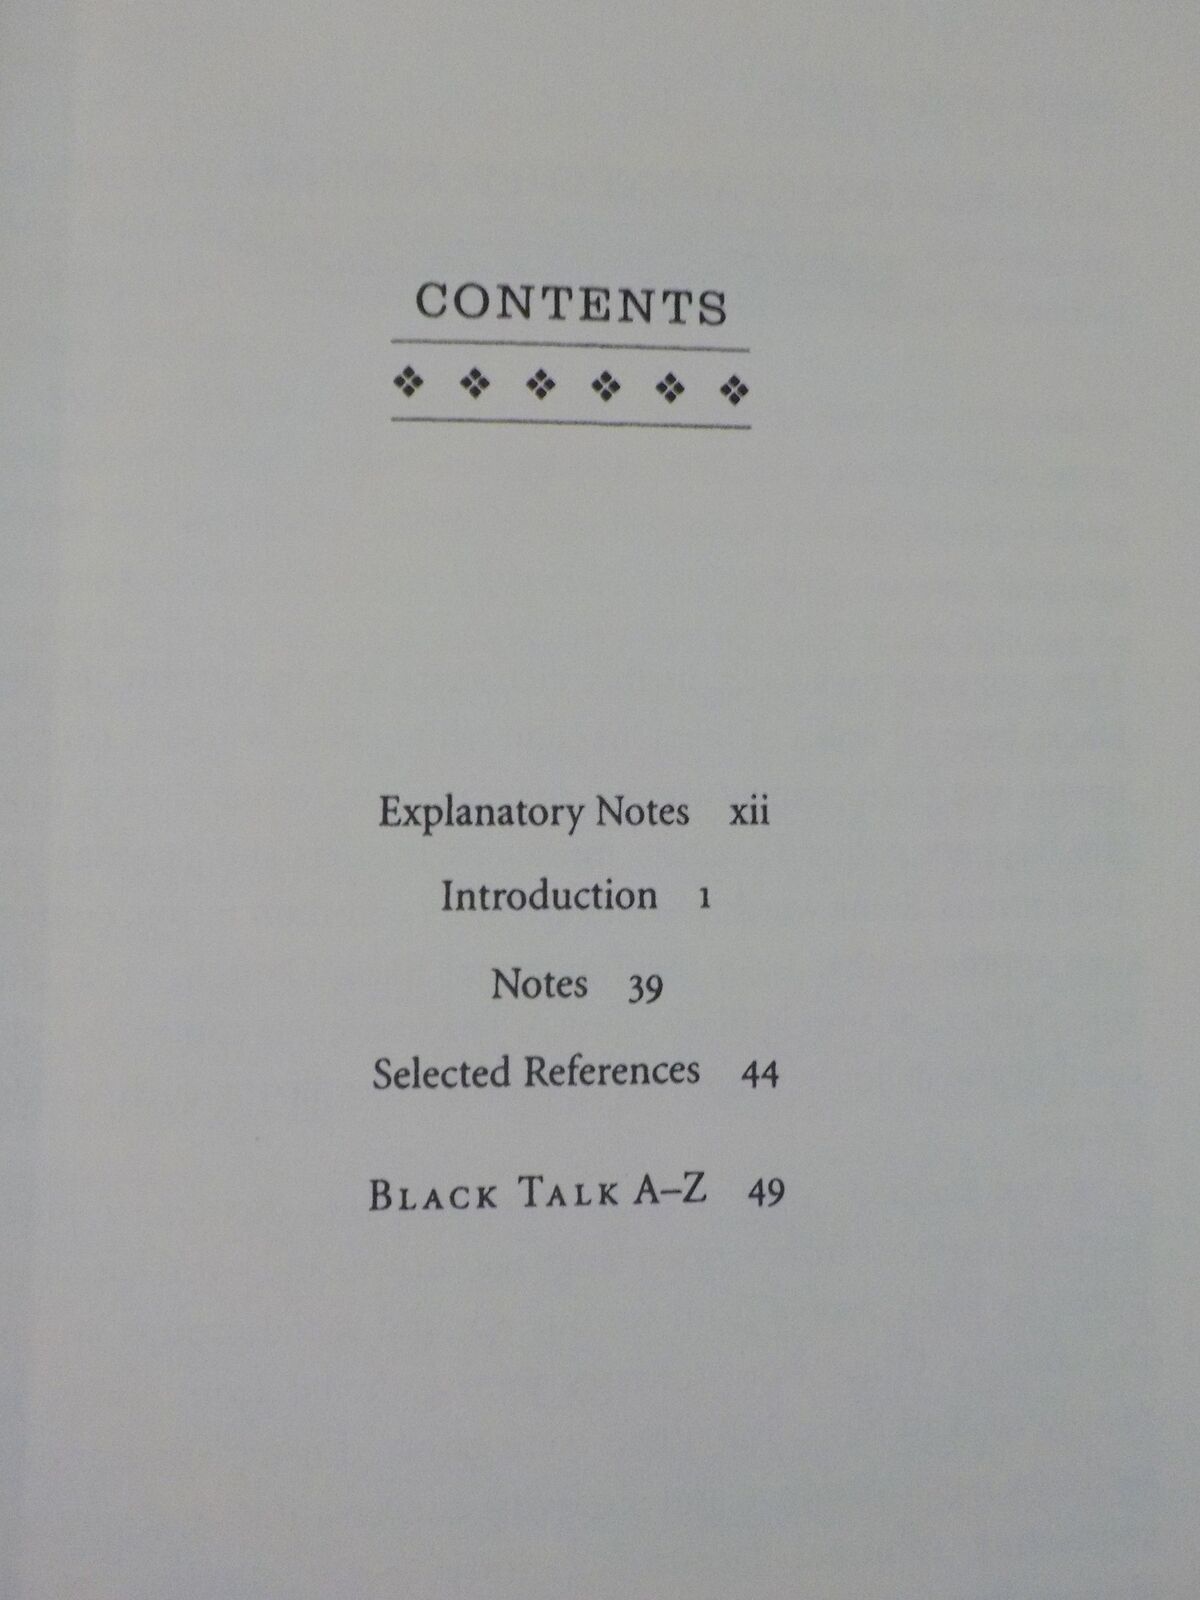 CONTENTS
Explanatory Notes xii
Introduction 1
Notes 39
Selected References 44
BLACK TALK A–Z 49